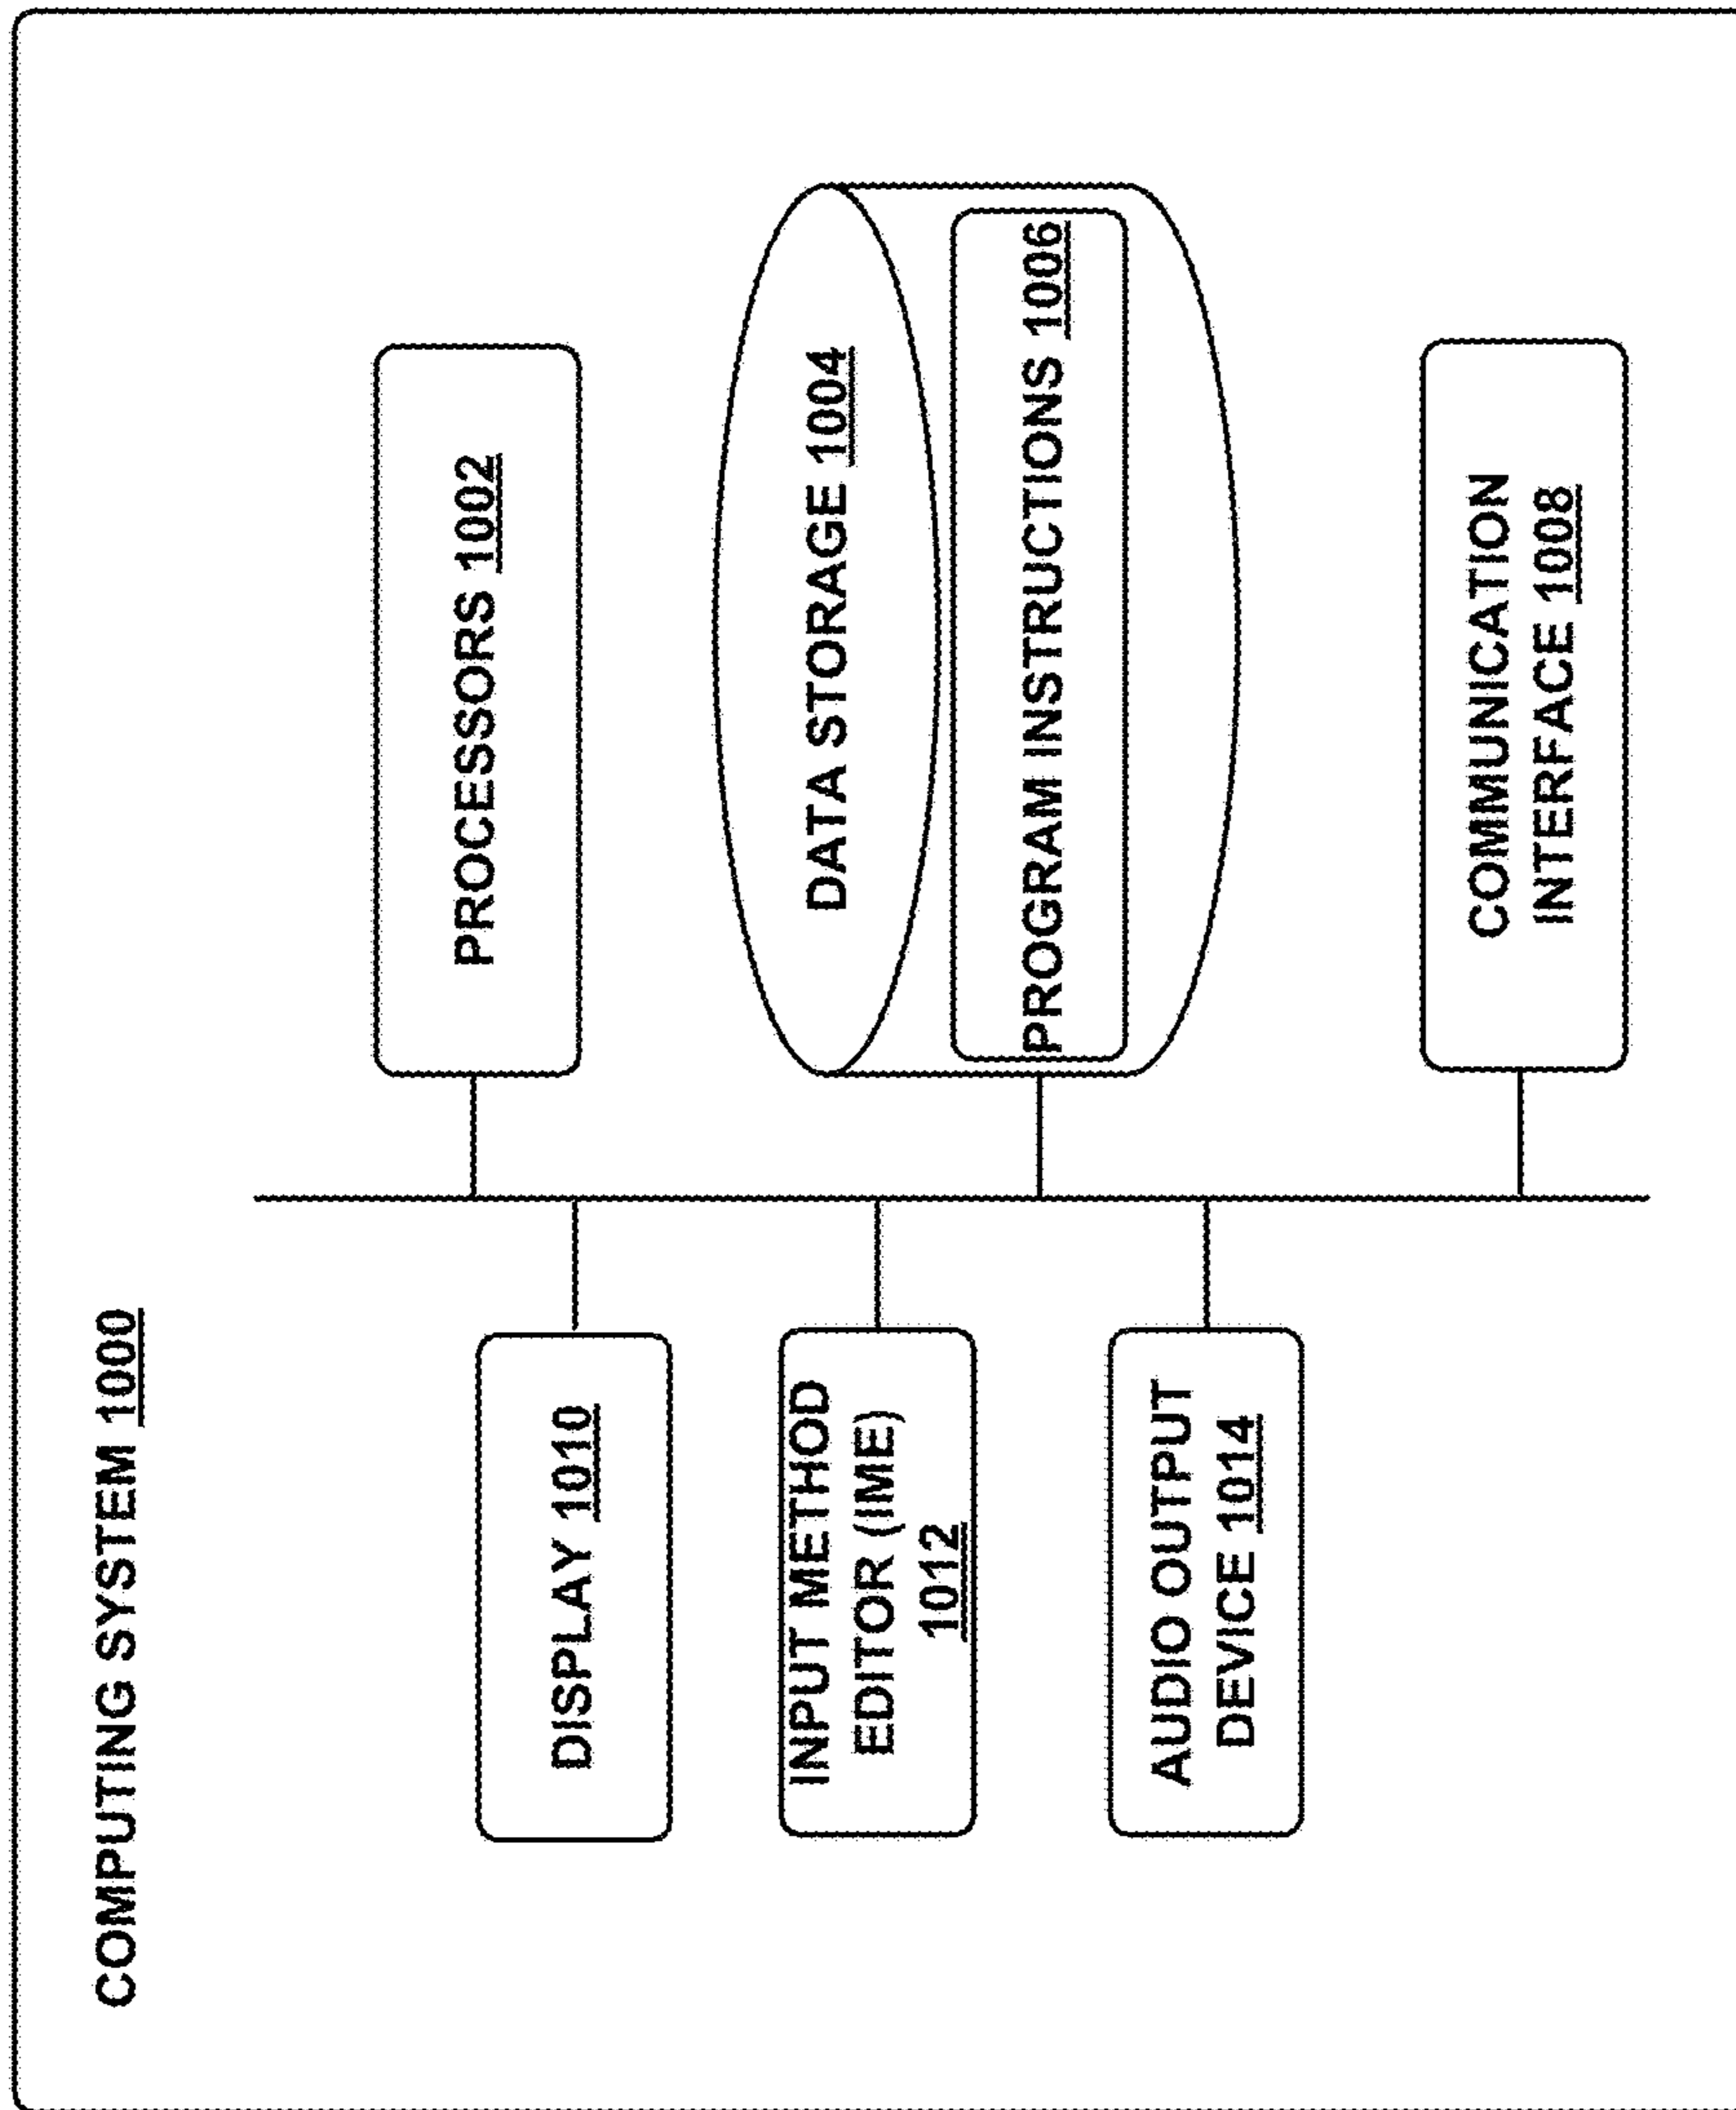 COMPUTING SYSTEM 1000
DISPLAY 1010
INPUT METHOD
EDITOR (IME)
1012
AUDIO OUTPUT
DEVICE 1014
PROCESSORS 1002
DATA STORAGE 1004
PROGRAM INSTRUCTIONS 1006
COMMUNICATION
INTERFACE 1008